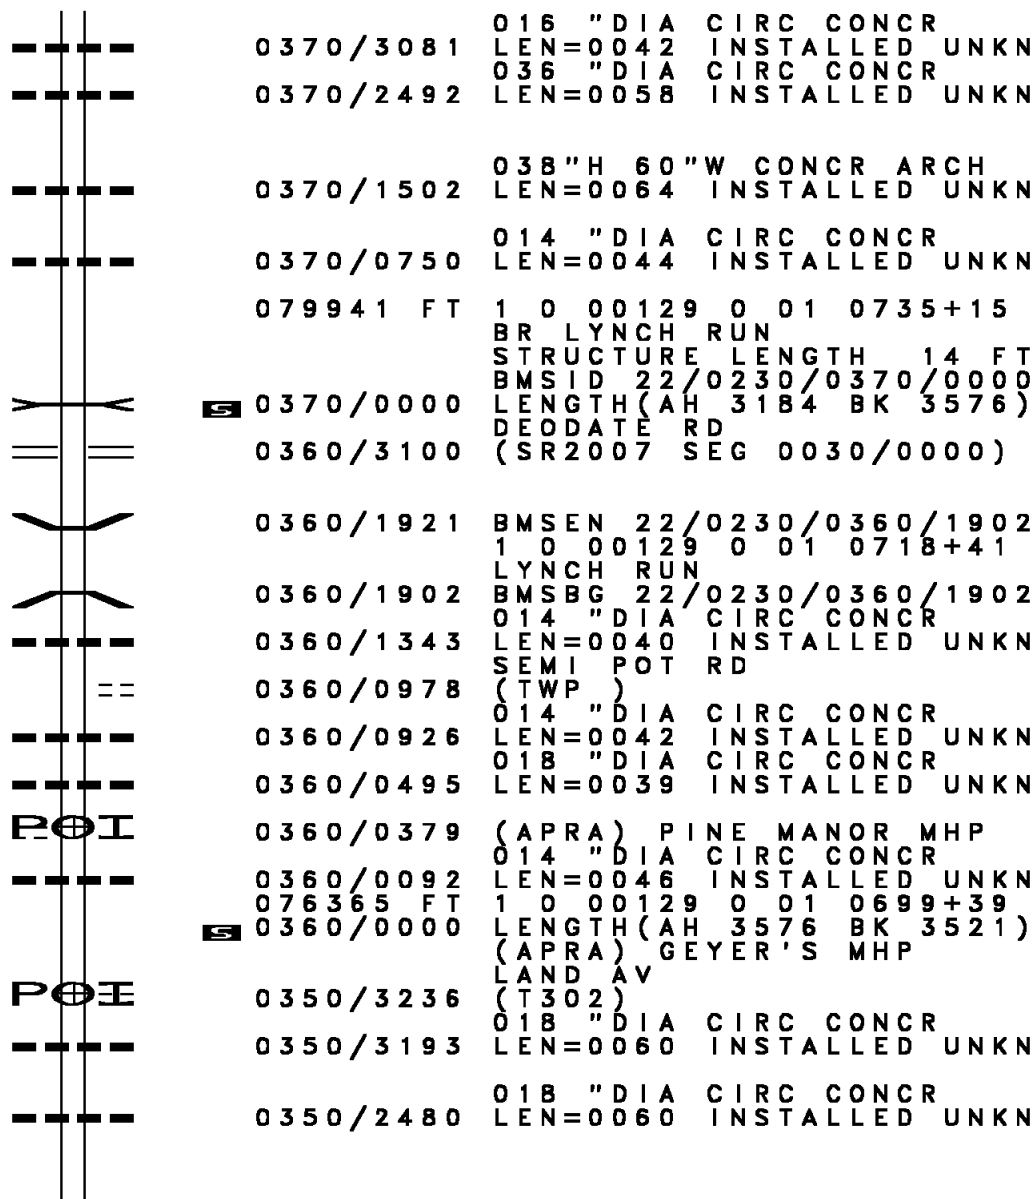 016 "DIA CIRC CONCR
0370/3081 LEN=0042 INSTALLED UNKN
036 "DIA CIRC CONCR
0370/2492 LEN=0058 INSTALLED UNKN
038"H 60"W CONCR ARCH
0370/1502 LEN=0064 INSTALLED UNKN
014 "DIA CIRC CONCR
0370/0750 LEN=0044 INSTALLED UNKN
079941 FT 1 0 00129 0 01 0735+15
BR LYNCH RUN
STRUCTURE LENGTH 14 FT
BMSID 22/0230/0370/0000
S 0370/0000 LENGTH(AH 3184 BK 3576)
DEODATE RD
0360/3100 (SR2007 SEG 0030/0000)
0360/1921 BMSEN 22/0230/0360/1902
1 0 00129 0 01 0718+41
LYNCH RUN
0360/1902 BMSBG 22/0230/0360/1902
014 "DIA CIRC CONCR
0360/1343 LEN=0040 INSTALLED UNKN
SEMI POT RD
0360/0978 (TWP )
014 "DIA CIRC CONCR
0360/0926 LEN=0042 INSTALLED UNKN
018 "DIA CIRC CONCR
0360/0495 LEN=0039 INSTALLED UNKN
POI 0360/0379 (APRA) PINE MANOR MHP
014 "DIA CIRC CONCR
0360/0092 LEN=0046 INSTALLED UNKN
076365 FT 1 0 00129 0 01 0699+39
S 0360/0000 LENGTH(AH 3576 BK 3521)
(APRA) GEYER'S MHP
LAND AV
POI 0350/3236 (T302)
018 "DIA CIRC CONCR
0350/3193 LEN=0060 INSTALLED UNKN
018 "DIA CIRC CONCR
0350/2480 LEN=0060 INSTALLED UNKN